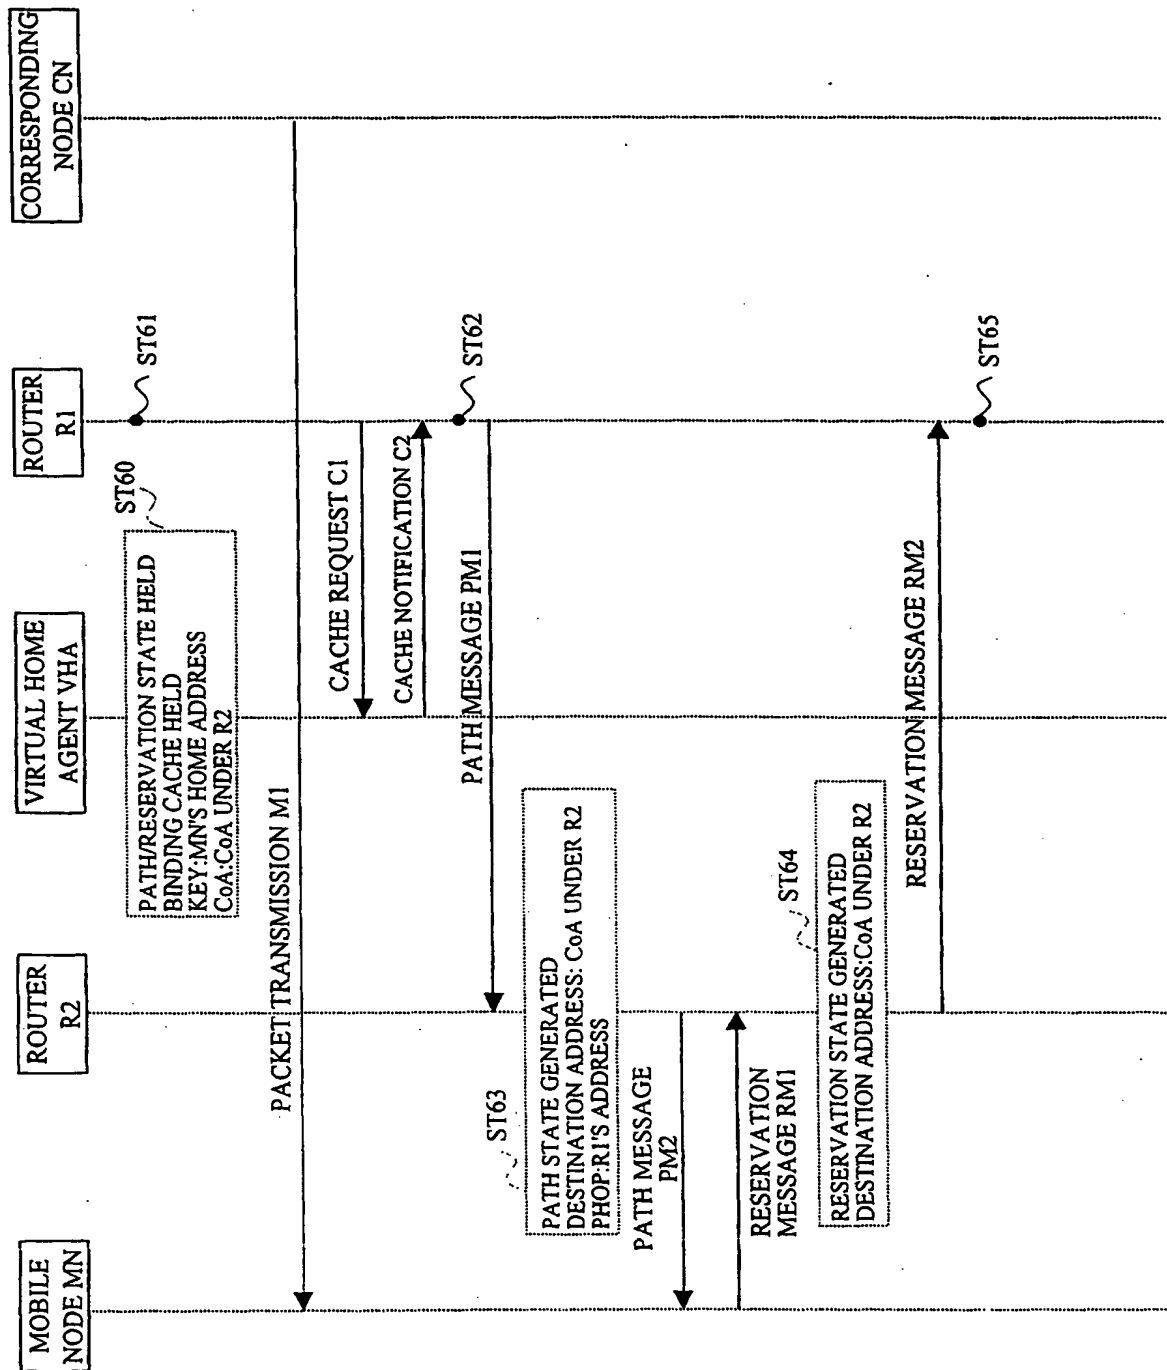 MOBILE
NODE MN
ROUTER
R2
VIRTUAL HOME
AGENT VHA
ROUTER
R1
CORRESPONDING
NODE CN
ST60
PATH/RESERVATION STATE HELD
BINDING CACHE HELD
KEY:MN'S HOME ADDRESS
CoA:CoA UNDER R2
ST61
PACKET TRANSMISSION M1
CACHE REQUEST C1
CACHE NOTIFICATION C2
ST62
PATH MESSAGE PM1
ST63
PATH STATE GENERATED
DESTINATION ADDRESS: CoA UNDER R2
PHOP:R1'S ADDRESS
PATH MESSAGE
PM2
RESERVATION
MESSAGE RM1
ST64
RESERVATION STATE GENERATED
DESTINATION ADDRESS:CoA UNDER R2
RESERVATION MESSAGE RM2
ST65